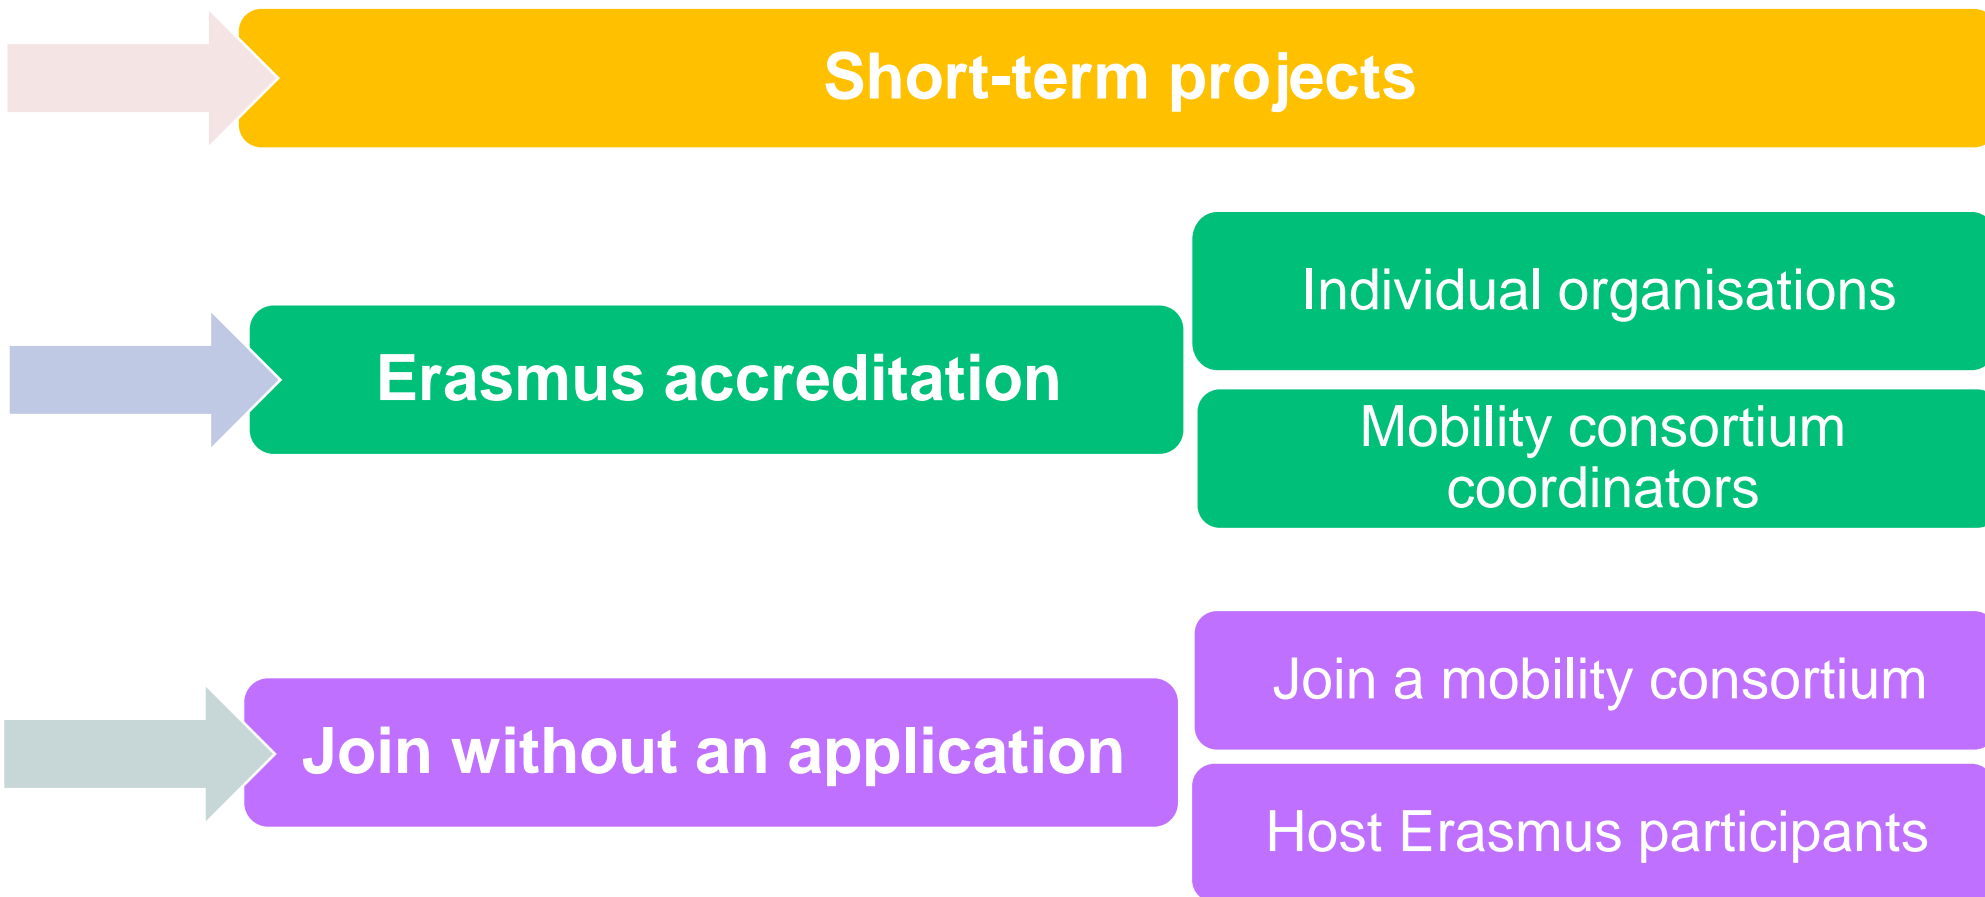 Short-term projects
Individual organisations
Erasmus accreditation
Mobility consortium
coordinators
Join a mobility consortium
Join without an application
Host Erasmus participants